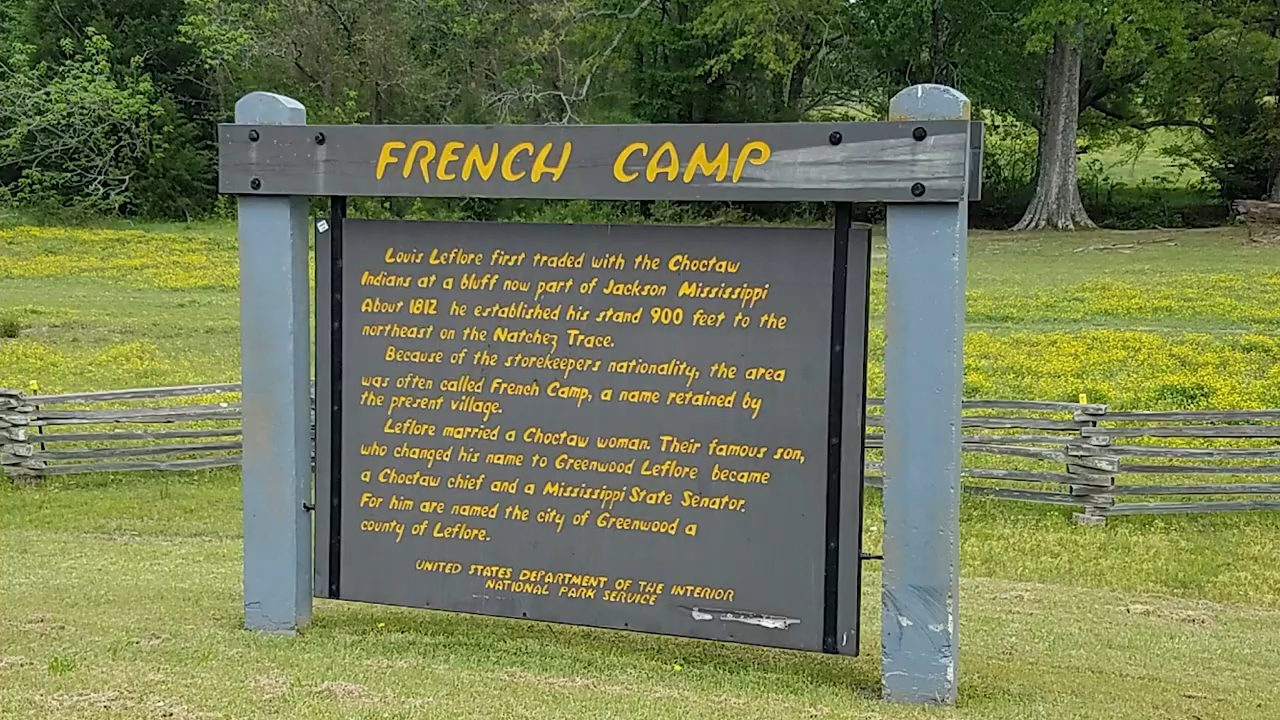 FRENCH CAMP
Louis Leflore first traded with the Choctaw
Indians at a bluff now part of Jackson Mississippi
About 1812 he established his stand 900 feet to the
northeast on the Natchez Trace.
Because of the storekeepers nationality, the area
was often called French Camp, a name retained by
the present village.
Leflore married a Choctaw woman. Their famous son,
who changed his name to Greenwood Leflore became
a Choctaw chief and a Mississippi State Senator.
For him are named the city of Greenwood a
county of Leflore.
UNITED STATES DEPARTMENT OF THE INTERIOR
NATIONAL PARK SERVICE